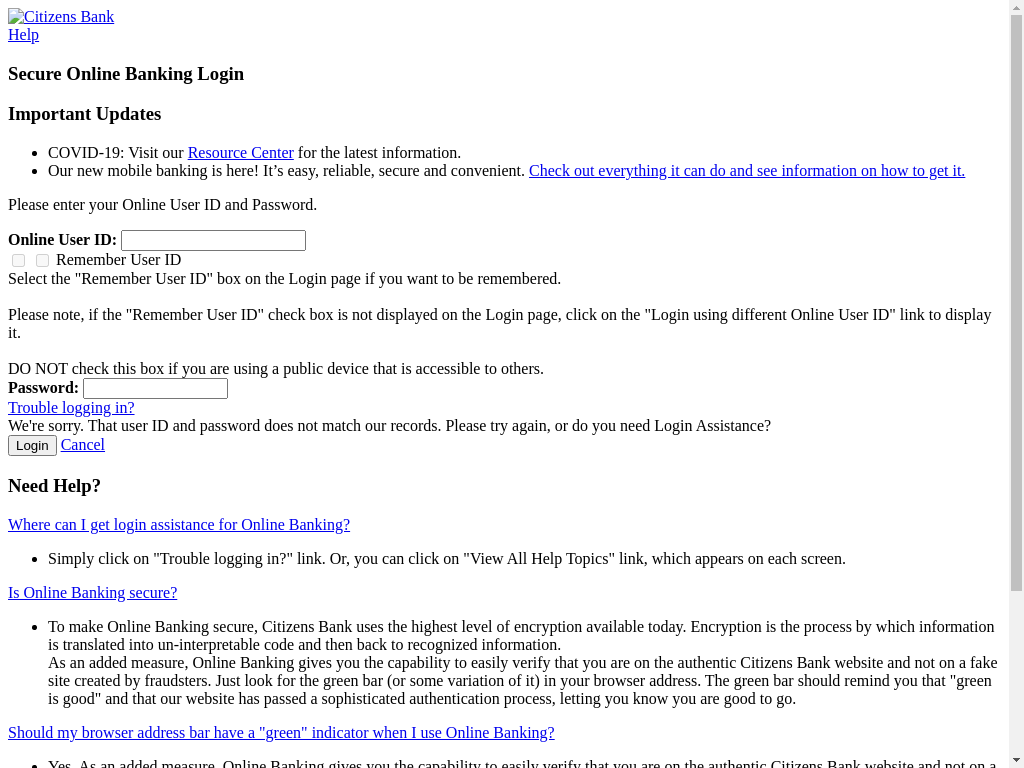 Citizens Bank
Help
Secure Online Banking Login
Important Updates
COVID-19: Visit our Resource Center for the latest information.
Our new mobile banking is here! It’s easy, reliable, secure and convenient. Check out everything it can do and see information on how to get it.
Please enter your Online User ID and Password.
Online User ID:
Remember User ID
Select the "Remember User ID" box on the Login page if you want to be remembered.
Please note, if the "Remember User ID" check box is not displayed on the Login page, click on the "Login using different Online User ID" link to display
it.
DO NOT check this box if you are using a public device that is accessible to others.
Password:
Trouble logging in?
We're sorry. That user ID and password does not match our records. Please try again, or do you need Login Assistance?
Login Cancel
Need Help?
Where can I get login assistance for Online Banking?
Simply click on "Trouble logging in?" link. Or, you can click on "View All Help Topics" link, which appears on each screen.
Is Online Banking secure?
To make Online Banking secure, Citizens Bank uses the highest level of encryption available today. Encryption is the process by which information
is translated into un-interpretable code and then back to recognized information.
As an added measure, Online Banking gives you the capability to easily verify that you are on the authentic Citizens Bank website and not on a fake
site created by fraudsters. Just look for the green bar (or some variation of it) in your browser address. The green bar should remind you that "green
is good" and that our website has passed a sophisticated authentication process, letting you know you are good to go.
Should my browser address bar have a "green" indicator when I use Online Banking?
Yes. As an added measure, Online Banking gives you the capability to easily verify that you are on the authentic Citizens Bank website and not on a